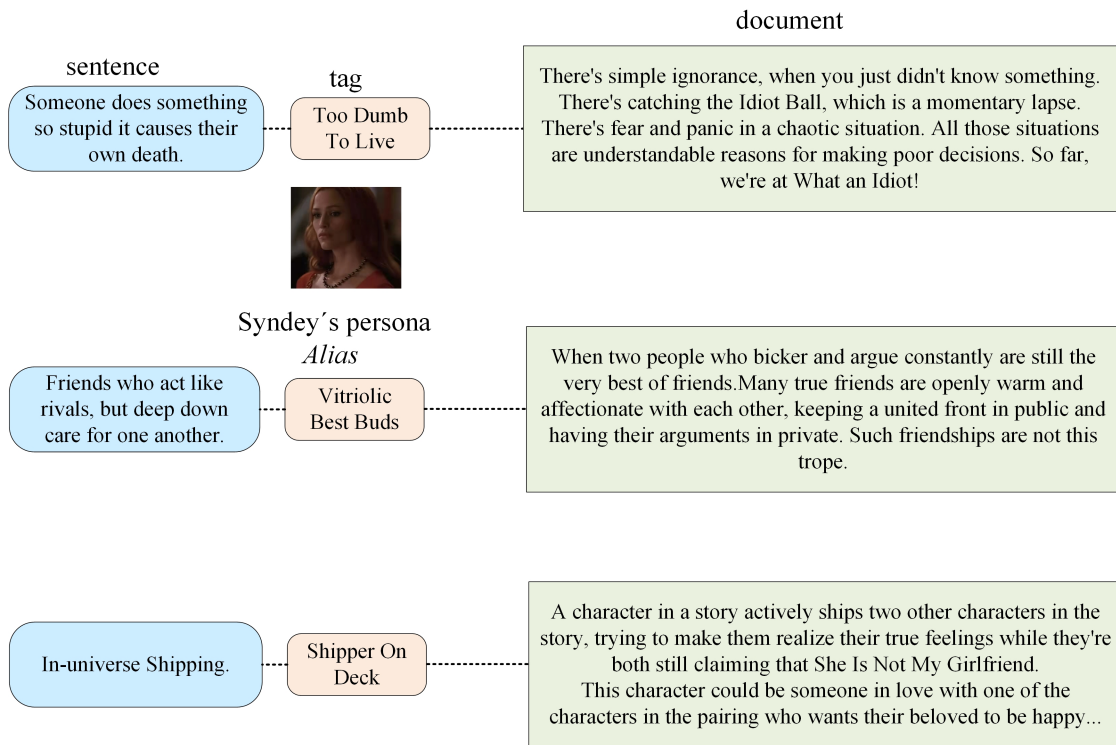 document
sentence
tag
Someone does something
so stupid it causes their
own death.
Too Dumb
To Live
There's simple ignorance, when you just didn't know something.
There's catching the Idiot Ball, which is a momentary lapse.
There's fear and panic in a chaotic situation. All those situations
are understandable reasons for making poor decisions. So far,
we're at What an Idiot!
Syndey´s persona
Alias
Friends who act like
rivals, but deep down
care for one another.
Vitriolic
Best Buds
When two people who bicker and argue constantly are still the
very best of friends.Many true friends are openly warm and
affectionate with each other, keeping a united front in public and
having their arguments in private. Such friendships are not this
trope.
In-universe Shipping.
Shipper On
Deck
A character in a story actively ships two other characters in the
story, trying to make them realize their true feelings while they're
both still claiming that She Is Not My Girlfriend.
This character could be someone in love with one of the
characters in the pairing who wants their beloved to be happy...